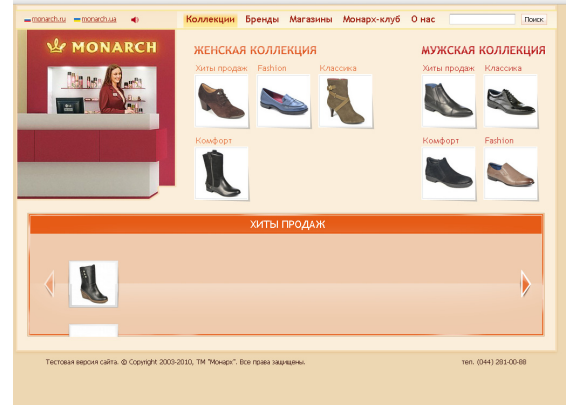 monarch.ru monarch.ua Коллекции Бренды Магазины Монарх-клуб О нас Поиск
MONARCH
ЖЕНСКАЯ КОЛЛЕКЦИЯ МУЖСКАЯ КОЛЛЕКЦИЯ
Хиты продаж Fashion Классика Хиты продаж Классика
Комфорт Комфорт Fashion
ХИТЫ ПРОДАЖ
Тестовая версия сайта. © Copyright 2003-2010, ТМ "Монарх". Все права защищены. тел. (044) 281-00-88